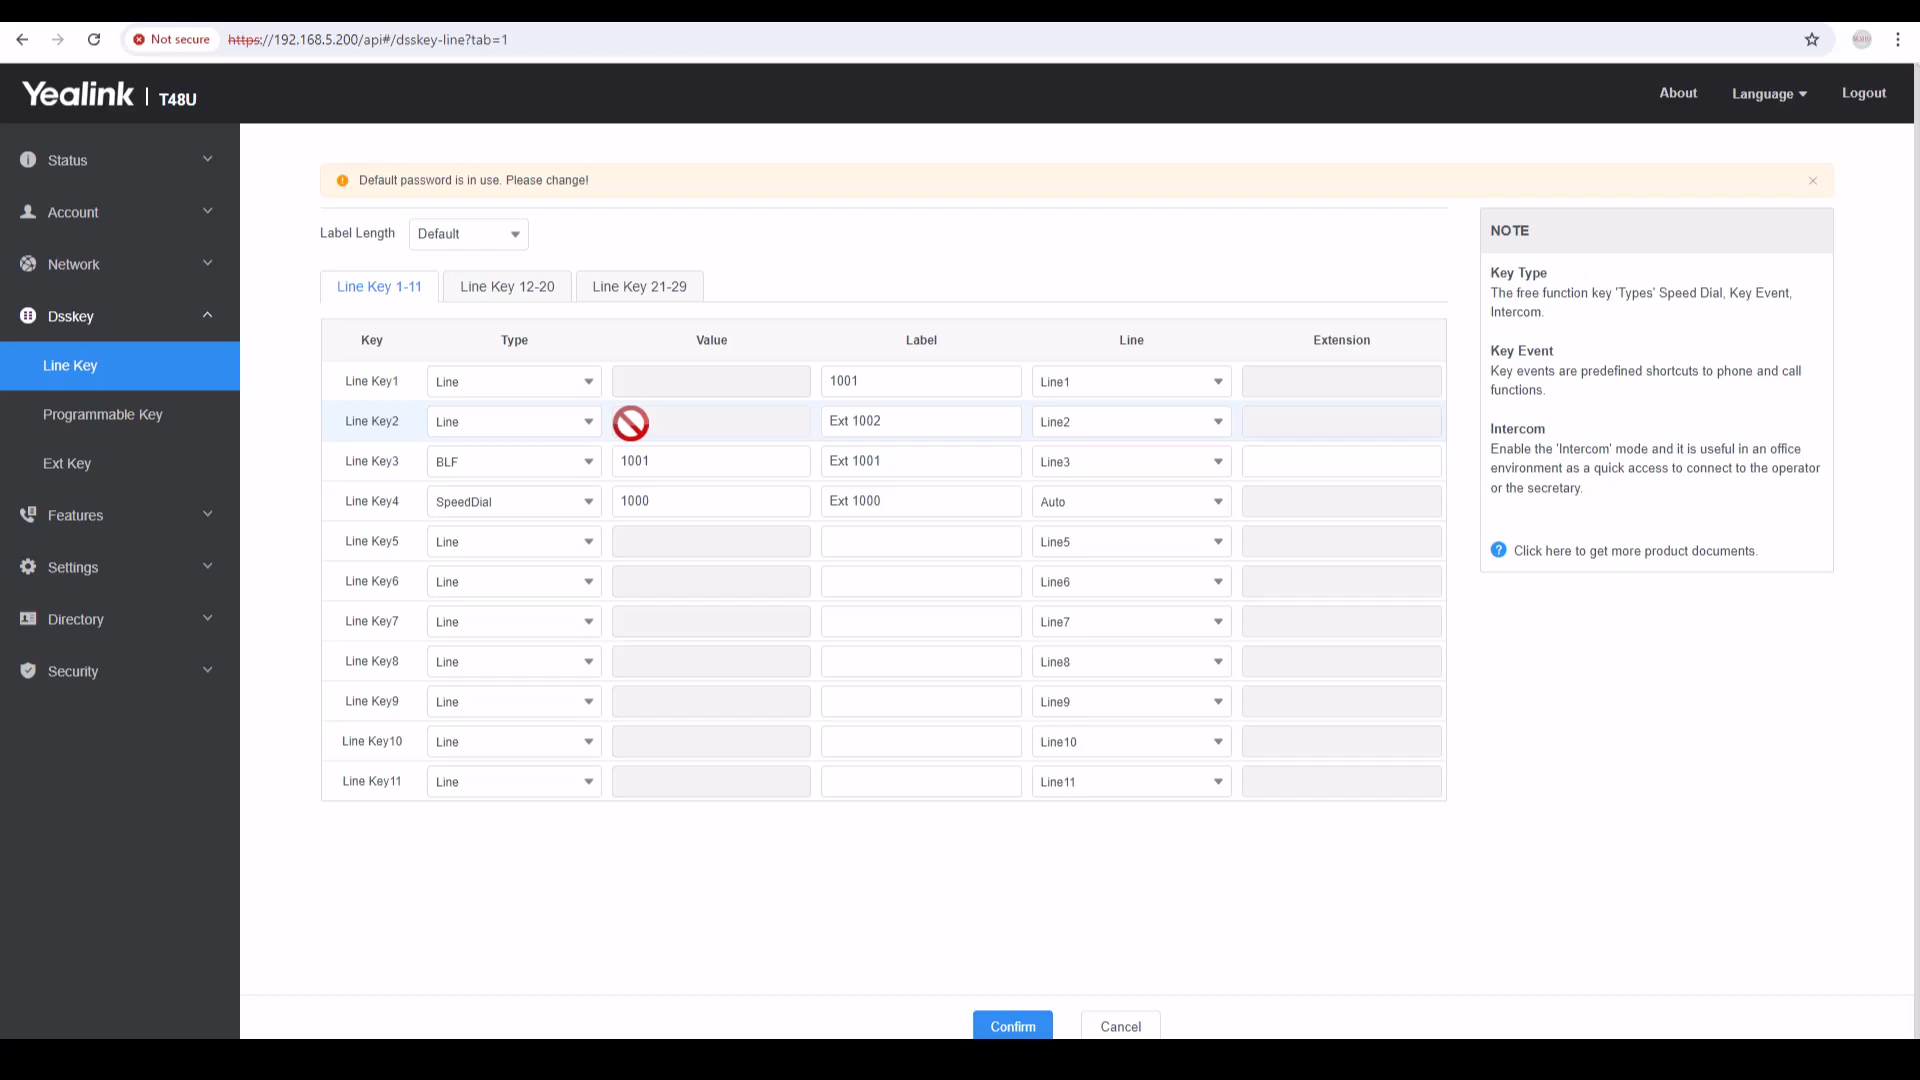 Not secure https://192.168.5.200/api#/dsskey-line?tab=1
Yealink | T48U
About Language Logout
Status
Account
Network
Dsskey
Line Key
Programmable Key
Ext Key
Features
Settings
Directory
Security
Default password is in use. Please change!
Label Length Default
Line Key 1-11 Line Key 12-20 Line Key 21-29
Key Type Value Label Line Extension
Line Key1 Line 1001 Line1
Line Key2 Line Ext 1002 Line2
Line Key3 BLF 1001 Ext 1001 Line3
Line Key4 SpeedDial 1000 Ext 1000 Auto
Line Key5 Line Line5
Line Key6 Line Line6
Line Key7 Line Line7
Line Key8 Line Line8
Line Key9 Line Line9
Line Key10 Line Line10
Line Key11 Line Line11
NOTE
Key Type
The free function key 'Types' Speed Dial, Key Event,
Intercom.
Key Event
Key events are predefined shortcuts to phone and call
functions.
Intercom
Enable the 'Intercom' mode and it is useful in an office
environment as a quick access to connect to the operator
or the secretary.
Click here to get more product documents.
Confirm Cancel